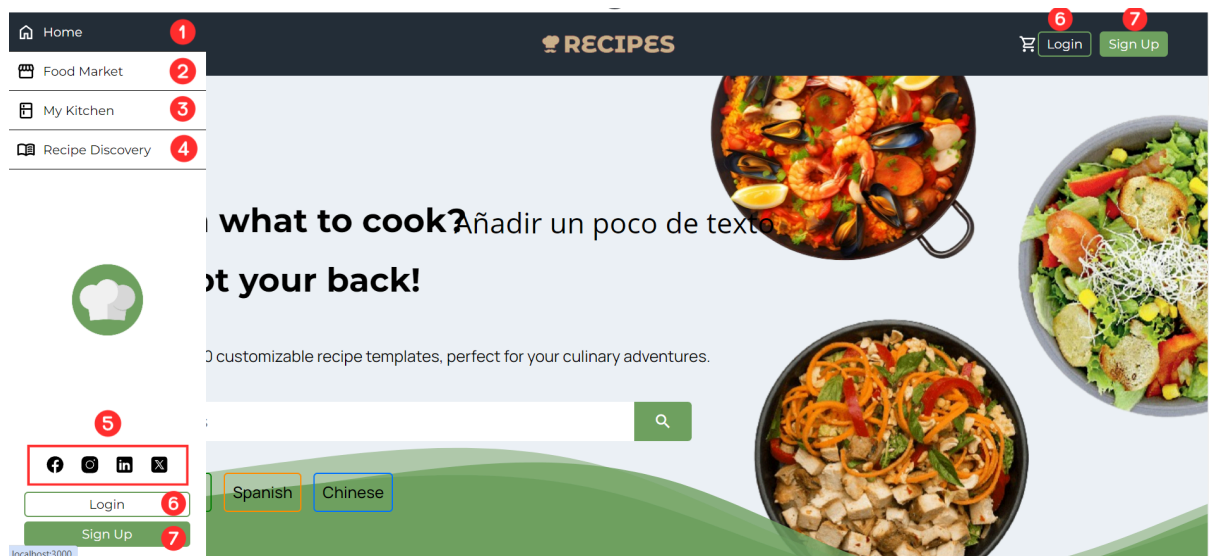 Home 1
Food Market 2
My Kitchen 3
Recipe Discovery 4
RECIPES
6 7
Login Sign Up
what to cook?
Añadir un poco de texto
your back!
0 customizable recipe templates, perfect for your culinary adventures.
5
Login 6
Sign Up 7
Spanish Chinese
localhost:3000